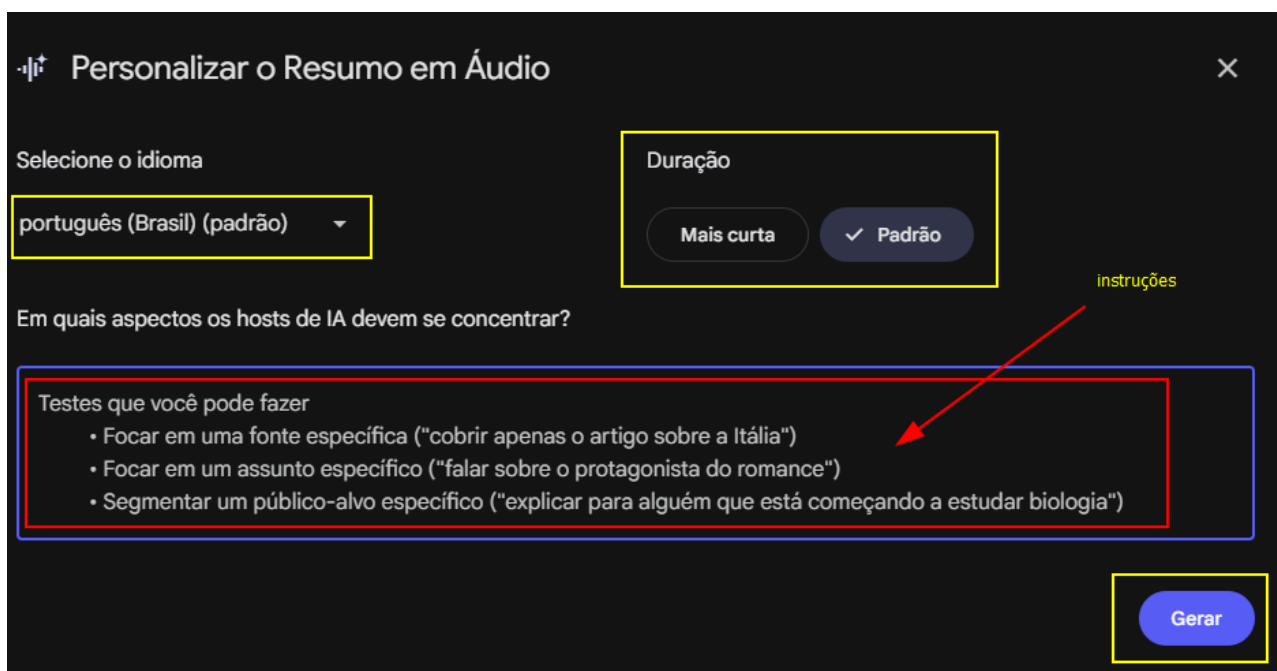 Personalizar o Resumo em Áudio
Selecione o idioma
Duração
português (Brasil) (padrão)
Mais curta
Padrão
instruções
Em quais aspectos os hosts de IA devem se concentrar?
Testes que você pode fazer
• Focar em uma fonte específica ("cobrir apenas o artigo sobre a Itália")
• Focar em um assunto específico ("falar sobre o protagonista do romance")
• Segmentar um público-alvo específico ("explicar para alguém que está começando a estudar biologia")
Gerar